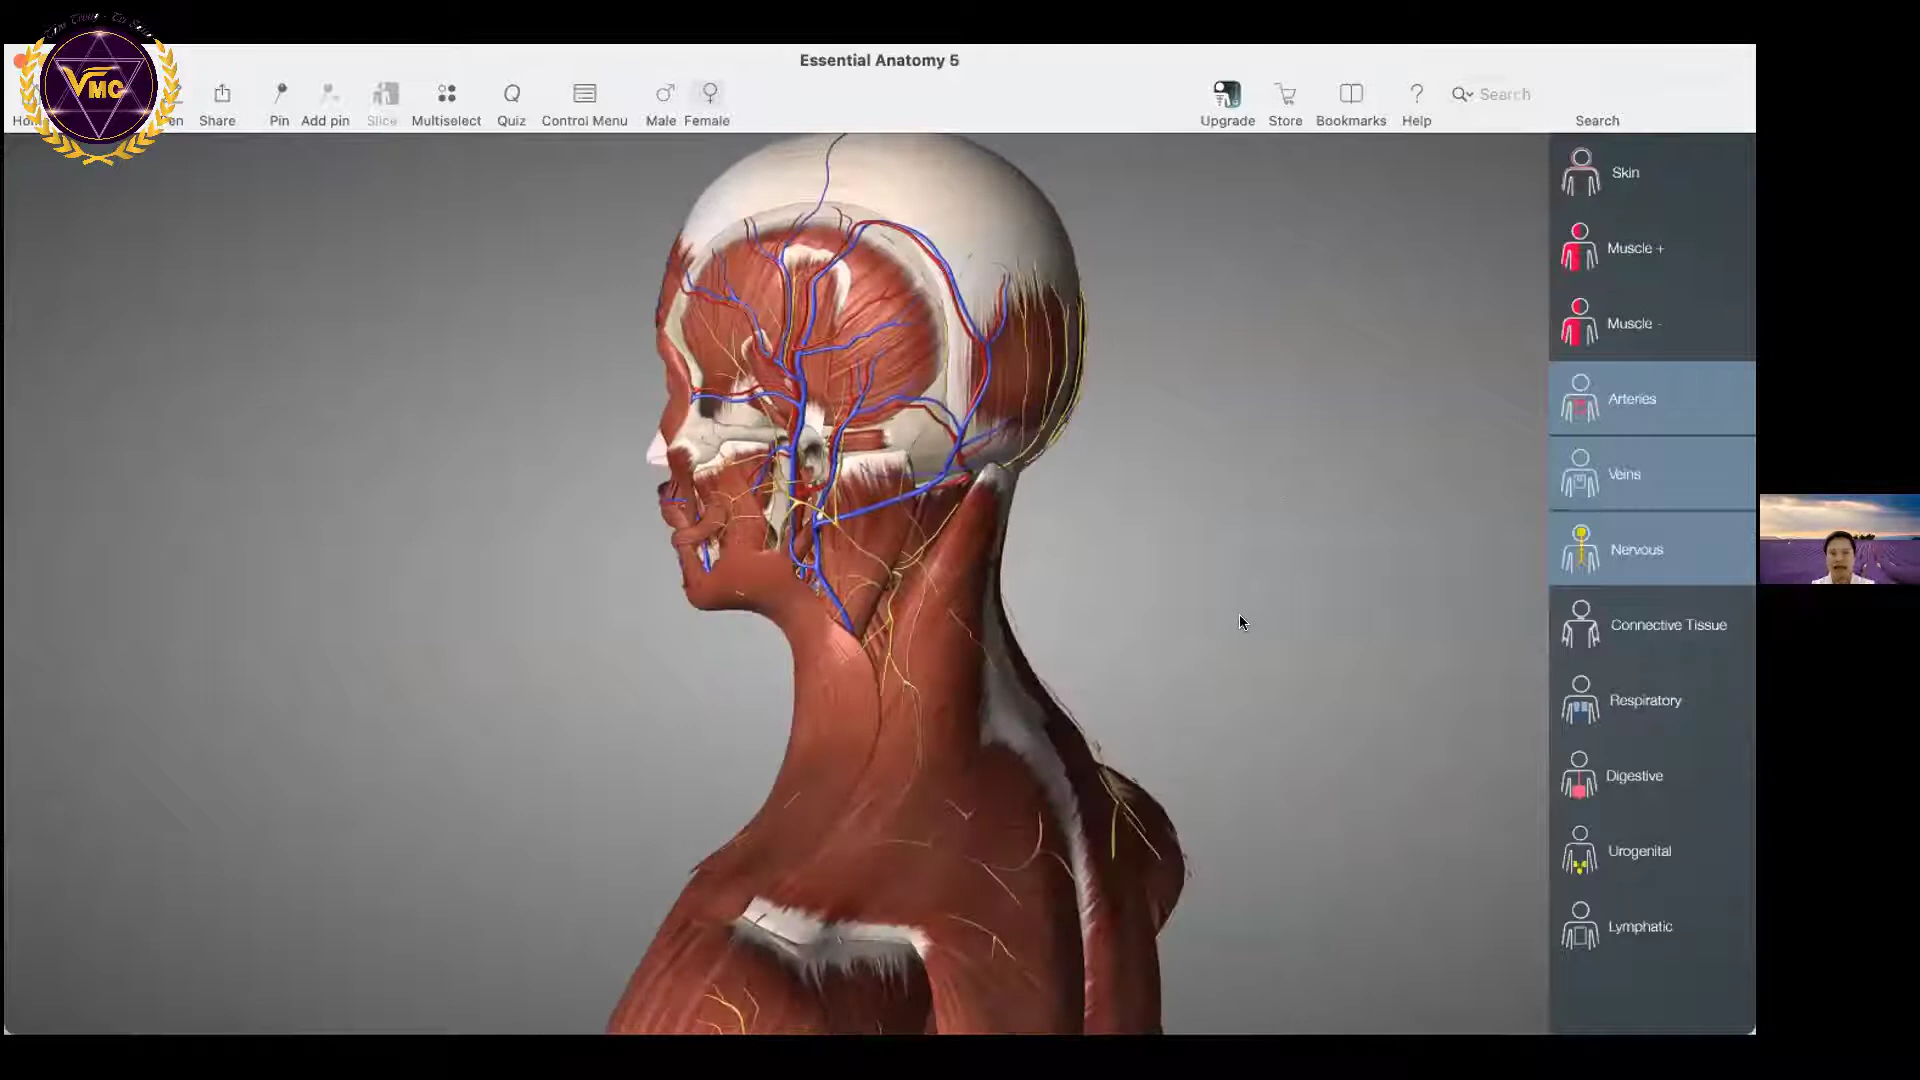 Essential Anatomy 5
Share
Pin
Add pin
Slice
Multiselect
Quiz
Control Menu
Male
Female
Upgrade
Store
Bookmarks
Help
Search
Search
VMC
Skin
Muscle +
Muscle -
Arteries
Veins
Nervous
Connective Tissue
Respiratory
Digestive
Urogenital
Lymphatic